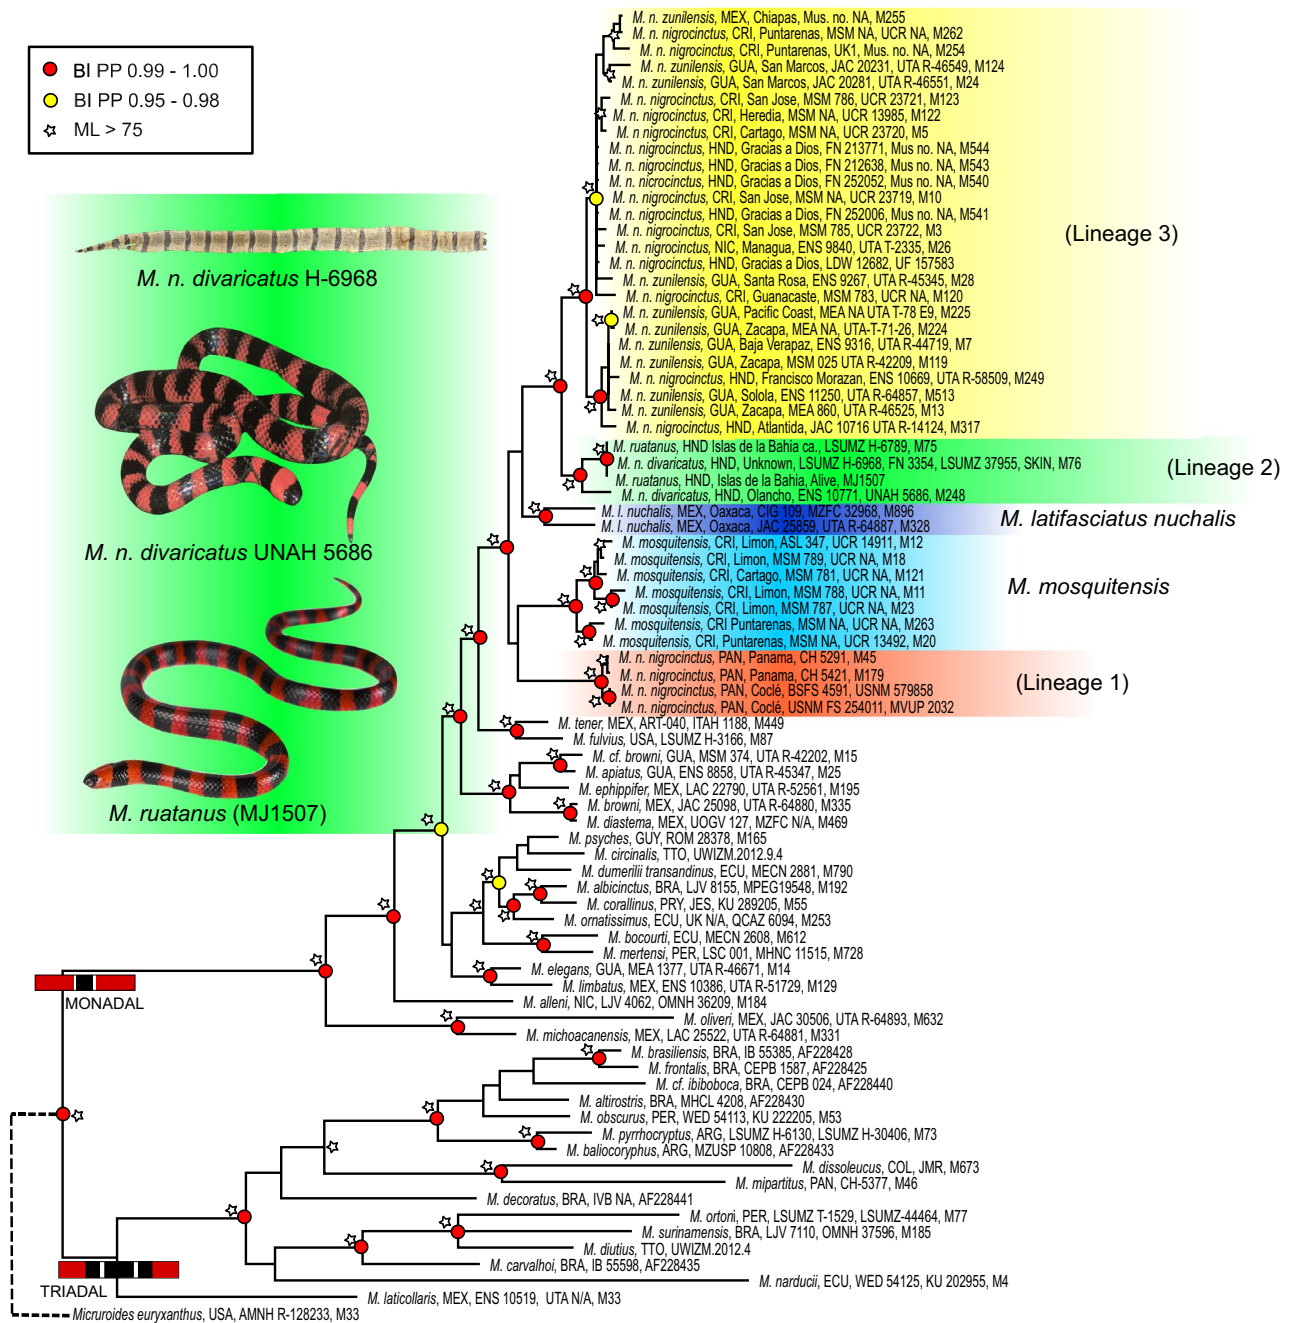 BI PP 0.99 - 1.00
BI PP 0.95 - 0.98
ML > 75
M. n. divaricatus H-6968
M. n. divaricatus UNAH 5686
M. ruatanus (MJ1507)
M. n. zunilensis, MEX, Chiapas, Mus. no. NA, M255
M. n. nigrocinctus, CRI, Puntarenas, MSM NA, UCR NA, M262
M. n. nigrocinctus, CRI, Puntarenas, UK1, Mus. no. NA, M254
M. n. zunilensis, GUA, San Marcos, JAC 20231, UTA R-46549, M124
M. n. zunilensis, GUA, San Marcos, JAC 20281, UTA R-46551, M24
M. n. nigrocinctus, CRI, San Jose, MSM 786, UCR 23721, M123
M. n. nigrocinctus, CRI, Heredia, MSM NA, UCR 13985, M122
M. n. nigrocinctus, CRI, Cartago, MSM NA, UCR 23720, M5
M. n. nigrocinctus, HND, Gracias a Dios, FN 213771, Mus no. NA, M544
M. n. nigrocinctus, HND, Gracias a Dios, FN 212638, Mus no. NA, M543
M. n. nicrocinctus, HND, Gracias a Dios, FN 252052, Mus no. NA, M540
M. n. nigrocinctus, CRI, San Jose, MSM NA, UCR 23719, M10
M. n. nigrocinctus, HND, Gracias a Dios, FN 252006, Mus no. NA, M541
M. n. nigrocinctus, CRI, San Jose, MSM 785, UCR 23722, M3
M. n. nigrocinctus, NIC, Managua, ENS 9840, UTA T-2335, M26
M. n. nigrocinctus, HND, Gracias a Dios, LDW 12682, UF 157583
M. n. zunilensis, GUA, Santa Rosa, ENS 9267, UTA R-45345, M28
M. n. nigrocinctus, CRI, Guanacaste, MSM 783, UCR NA, M120
M. n. zunilensis, GUA, Pacific Coast, MEA NA UTA T-78 E9, M225
M. n. zunilensis, GUA, Zacapa, MEA NA, UTA-T-71-26, M224
M. n. zunilensis, GUA, Baja Verapaz, ENS 9316, UTA R-44719, M7
M. n. zunilensis, GUA, Zacapa, MSM 025 UTA R-42209, M119
M. n. nigrocinctus, HND, Francisco Morazan, ENS 10669, UTA R-58509, M249
M. n. zunilensis, GUA, Solola, ENS 11250, UTA R-64857, M513
M. n. zunilensis, GUA, Zacapa, MEA 860, UTA R-46525, M13
M. n. nigrocinctus, HND, Atlantida, JAC 10716 UTA R-14124, M317
(Lineage 3)
M. ruatanus, HND Islas de la Bahia ca., LSUMZ H-6789, M75
M. n. divaricatus, HND, Unknown, LSUMZ H-6968, FN 3354, LSUMZ 37955, SKIN, M76
M. ruatanus, HND, Islas de la Bahia, Alive, MJ1507
M. n. divaricatus, HND, Olancho, ENS 10771, UNAH 5686, M248
(Lineage 2)
M. l. nuchalis, MEX, Oaxaca, CIG 109, MZFC 32968, M896
M. l. nuchalis, MEX, Oaxaca, JAC 25859, UTA R-64887, M328
M. latifasciatus nuchalis
M. mosquitensis, CRI, Limon, ASL 347, UCR 14911, M12
M. mosquitensis, CRI, Limon, MSM 789, UCR NA, M18
M. mosquitensis, CRI, Cartago, MSM 781, UCR NA, M121
M. mosquitensis, CRI, Limon, MSM 788, UCR NA, M11
M. mosquitensis, CRI, Limon, MSM 787, UCR NA, M23
M. mosquitensis, CRI Puntarenas, MSM NA, UCR NA, M263
M. mosquitensis, CRI, Puntarenas, MSM NA, UCR 13492, M20
M. mosquitensis
M. n. nigrocinctus, PAN, Panama, CH 5291, M45
M. n. nigrocinctus, PAN, Panama, CH 5421, M179
M. n. nigrocinctus, PAN, Coclé, BSFS 4591, USNM 579858
M. n. nigrocinctus, PAN, Coclé, USNM FS 254011, MVUP 2032
(Lineage 1)
M. tener, MEX, ART-040, ITAH 1188, M449
M. fulvius, USA, LSUMZ H-3166, M87
M. cf. browni, GUA, MSM 374, UTA R-42202, M15
M. apiatus, GUA, ENS 8858, UTA R-45347, M25
M. ephippifer, MEX, LAC 22790, UTA R-52561, M195
M. browni, MEX, JAC 25098, UTA R-64880, M335
M. diastema, MEX, UOGV 127, MZFC N/A, M469
M. psyches, GUY, ROM 28378, M165
M. circinalis, TTO, UWIZM.2012.9.4
M. dumerilii transandinus, ECU, MECN 2881, M790
M. albicinctus, BRA, LJV 8155, MPEG19548, M192
M. corallinus, PRY, JES, KU 289205, M55
M. ornatissimus, ECU, UK N/A, QCAZ 6094, M253
M. bocourti, ECU, MECN 2608, M612
M. mertensi, PER, LSC 001, MHNC 11515, M728
M. elegans, GUA, MEA 1377, UTA R-46671, M14
M. limbatus, MEX, ENS 10386, UTA R-51729, M129
M. alleni, NIC, LJV 4062, OMNH 36209, M184
M. oliveri, MEX, JAC 30506, UTA R-64893, M632
M. michoacanensis, MEX, LAC 25522, UTA R-64881, M331
MONADAL
M. brasiliensis, BRA, IB 55385, AF228428
M. frontalis, BRA, CEPB 1587, AF228425
M. cf. ibiboboca, BRA, CEPB 024, AF228440
M. altirostris, BRA, MHCL 4208, AF228430
M. obscurus, PER, WED 54113, KU 222205, M53
M. pyrrhocryptus, ARG, LSUMZ H-6130, LSUMZ H-30406, M73
M. baliocoryphus, ARG, MZUSP 10808, AF228433
M. dissoleucus, COL, JMR, M673
M. mipartitus, PAN, CH-5377, M46
M. decoratus, BRA, IVB NA, AF228441
M. ortoni, PER, LSUMZ T-1529, LSUMZ-44464, M77
M. surinamensis, BRA, LJV 7110, OMNH 37596, M185
M. diutius, TTO, UWIZM.2012.4
M. carvalhoi, BRA, IB 55598, AF228435
M. narducii, ECU, WED 54125, KU 202955, M4
TRIADAL
M. laticollaris, MEX, ENS 10519, UTA N/A, M33
Micruroides euryxanthus, USA, AMNH R-128233, M33